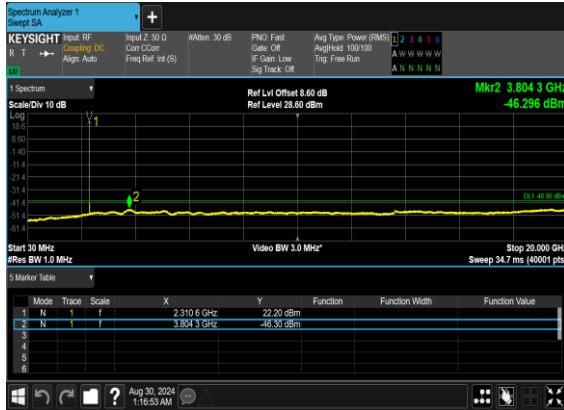 Spectrum Analyzer 1
Swept SA
+
KEYSIGHT Input: RF Input Z: 50 Ω #Atten: 30 dB PNO: Fast Avg Type: Power (RMS) 1 2 3 4 5 6
R T Coupling: DC Corr CCorr Gate: Off Avg|Hold: 100/100 A W W W W W
Align: Auto Freq Ref: Int (S) IF Gain: Low Trig: Free Run
LU Sig Track: Off A N N N N N
1 Spectrum Ref Lvl Offset 8.60 dB Mkr2 3.804 3 GHz
Scale/Div 10 dB Ref Level 28.60 dBm -46.296 dBm
Log
18.6
8.60
-1.40
-11.4
-21.4
-31.4
-41.4
-51.4
-61.4
1
2
DL1 -40.00 dBm
Start 30 MHz Video BW 3.0 MHz* Stop 20.000 GHz
#Res BW 1.0 MHz Sweep 34.7 ms (40001 pts)
5 Marker Table
Mode Trace Scale X Y Function Function Width Function Value
1 N 1 f 2.310 6 GHz 22.20 dBm
2 N 1 f 3.804 3 GHz -46.30 dBm
3
4
5
6
? Aug 30, 2024
1:16:53 AM